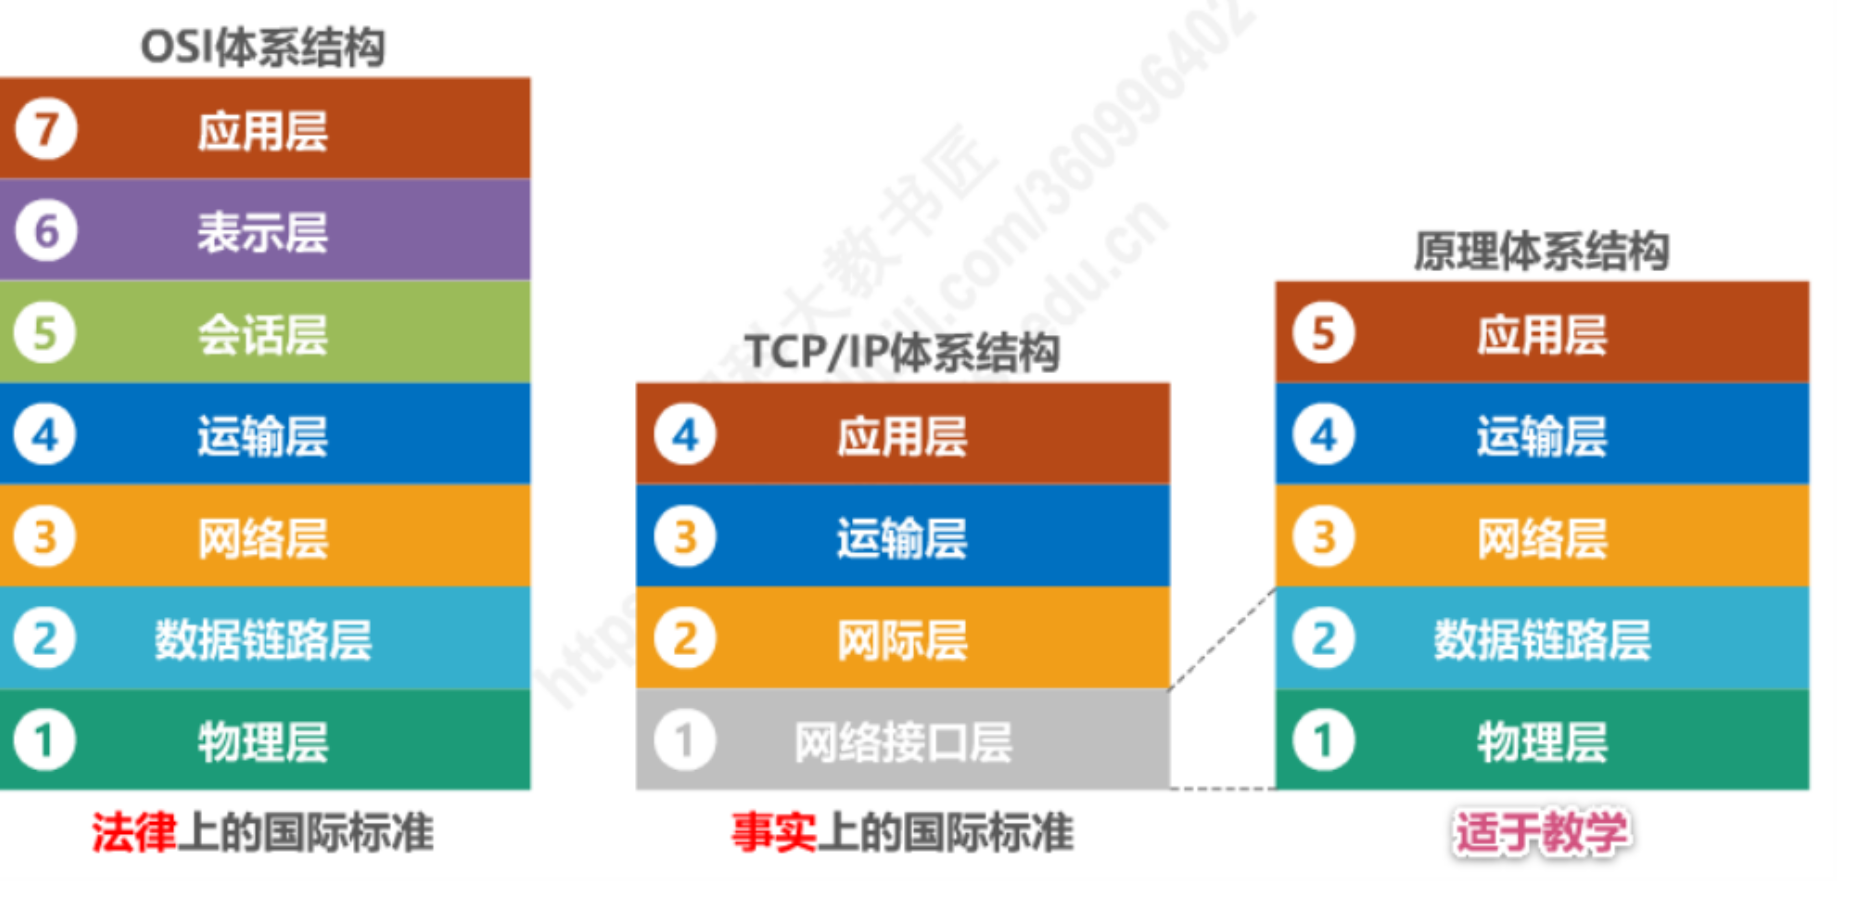 OSI体系结构
7 应用层
6 表示层
5 会话层
4 运输层
3 网络层
2 数据链路层
1 物理层
法律上的国际标准
TCP/IP体系结构
4 应用层
3 运输层
2 网际层
1 网络接口层
事实上的国际标准
原理体系结构
5 应用层
4 运输层
3 网络层
2 数据链路层
1 物理层
适于教学
科大教书匠
.com/360996402
edu.cn
https